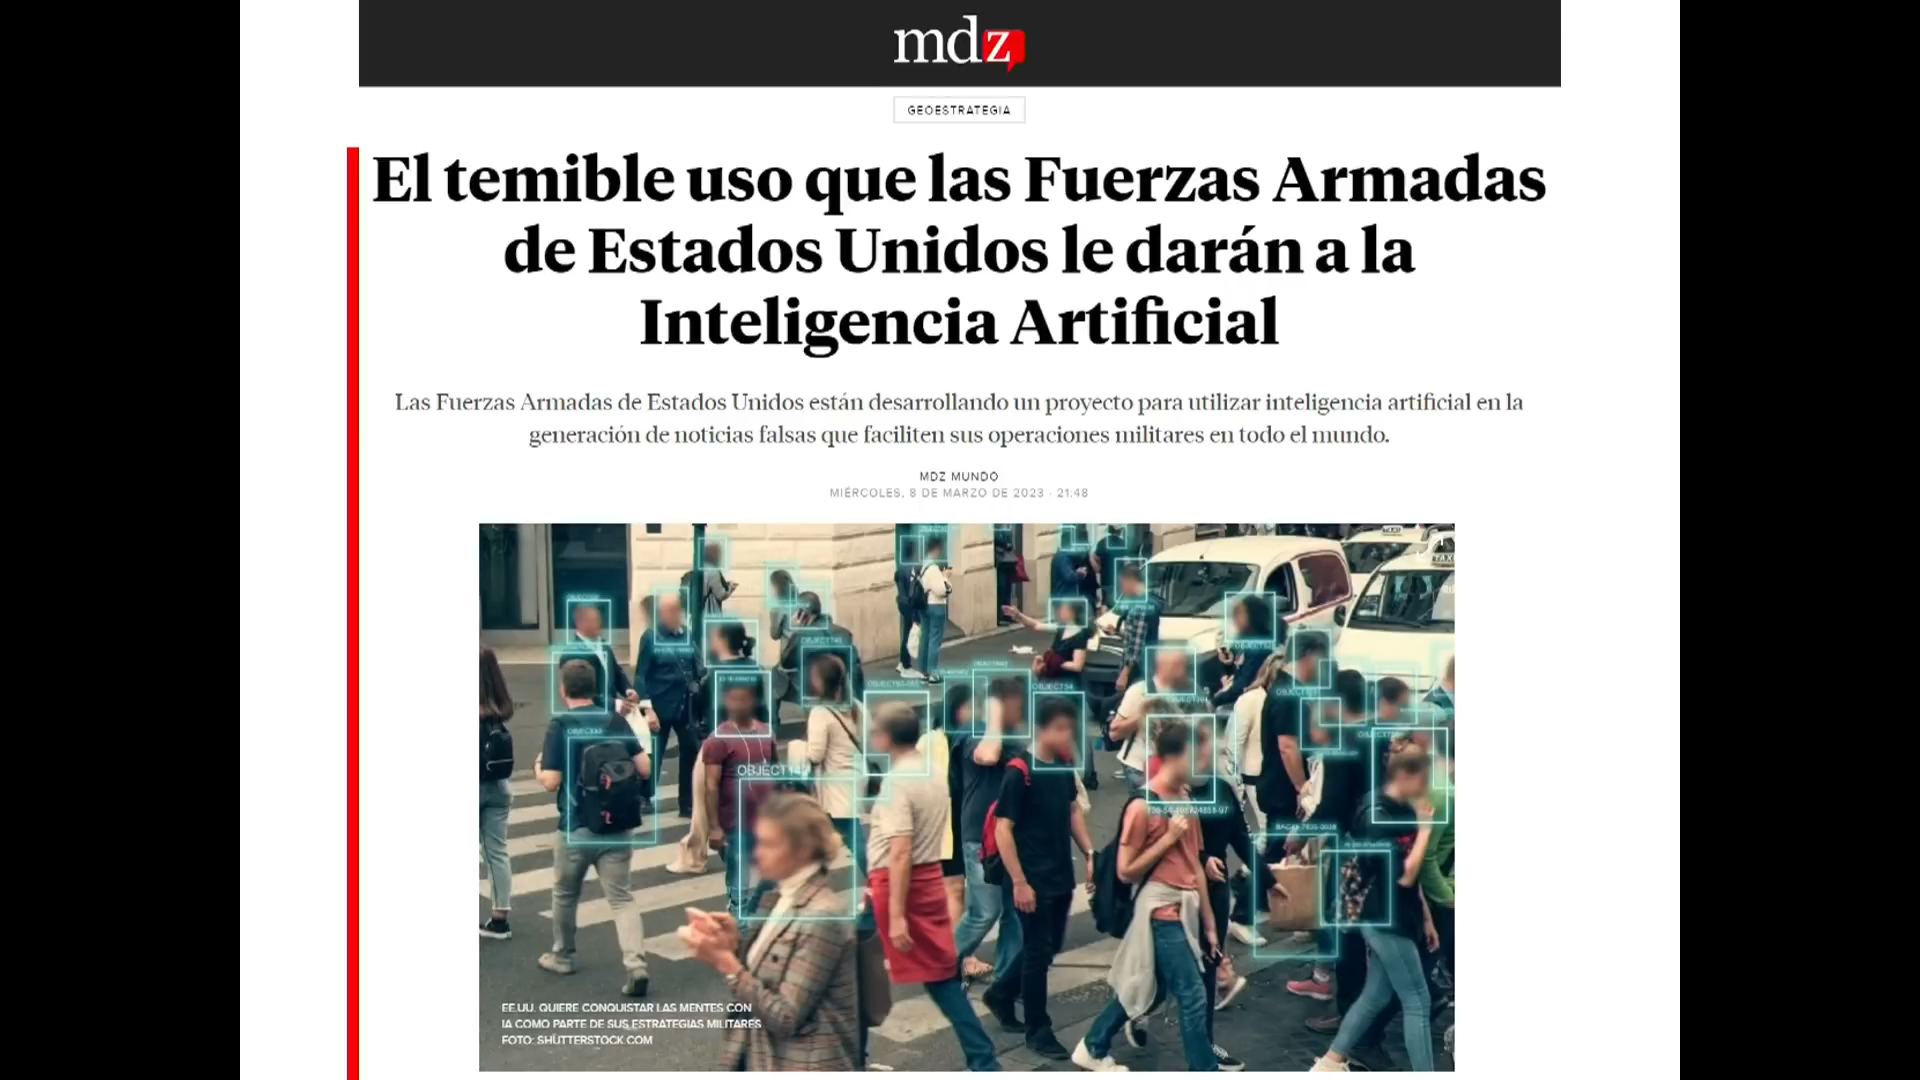 mdz
GEOESTRATEGIA
El temible uso que las Fuerzas Armadas
de Estados Unidos le darán a la
Inteligencia Artificial
Las Fuerzas Armadas de Estados Unidos están desarrollando un proyecto para utilizar inteligencia artificial en la
generación de noticias falsas que faciliten sus operaciones militares en todo el mundo.
MDZ MUNDO
MIÉRCOLES, 8 DE MARZO DE 2023 · 21:48
TAXI
OBJECT54
EE.UU. QUIERE CONQUISTAR LAS MENTES CON
IA COMO PARTE DE SUS ESTRATEGIAS MILITARES
FOTO: SHUTTERSTOCK.COM